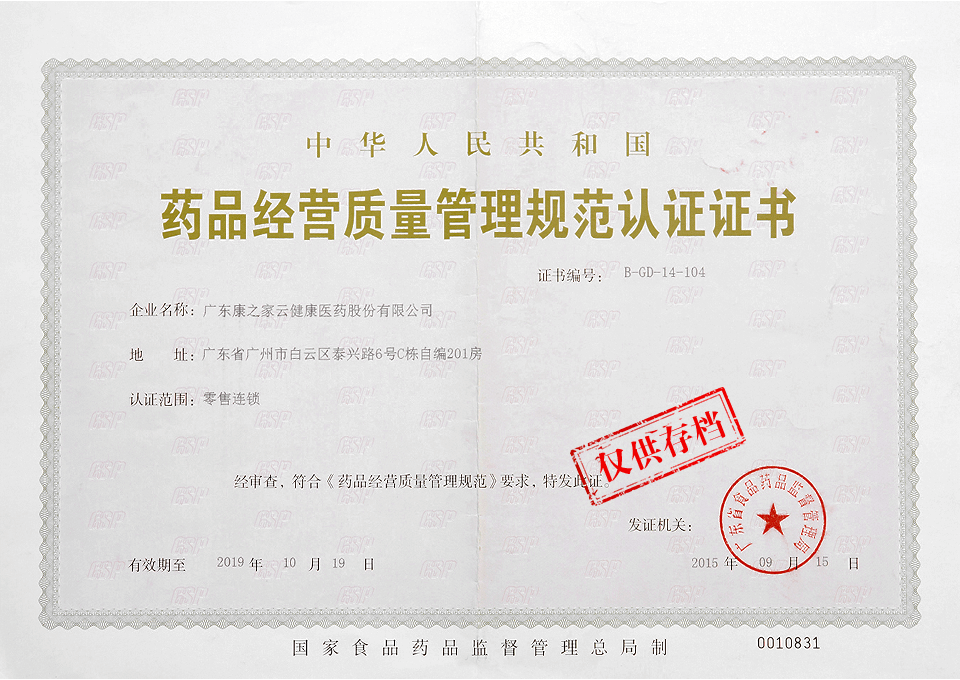 中华人民共和国
药品经营质量管理规范认证证书
证书编号: B-GD-14-104
企业名称: 广东康之家云健康医药股份有限公司
地 址: 广东省广州市白云区泰兴路6号C栋自编201房
认证范围: 零售连锁
仅供存档
经审查, 符合《药品经营质量管理规范》要求, 特发此证。
广东省食品药品监督管理局
发证机关:
有效期至 2019 年 10 月 19 日
2015 年 09 月 15 日
国家食品药品监督管理总局制
0010831